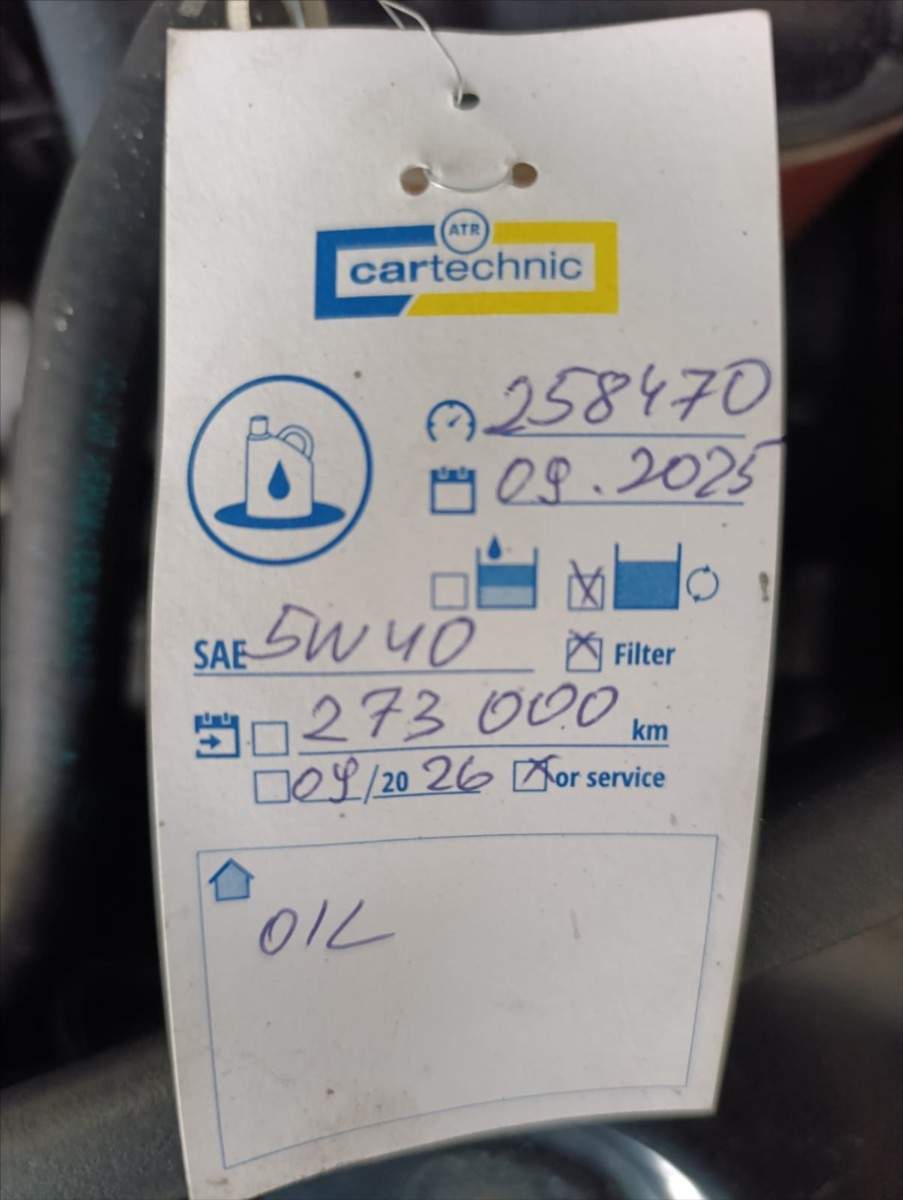 ATR
cartechnic
258470
09.2025
SAE 5W40
Filter
273 000 km
09/20 26 or service
OIL